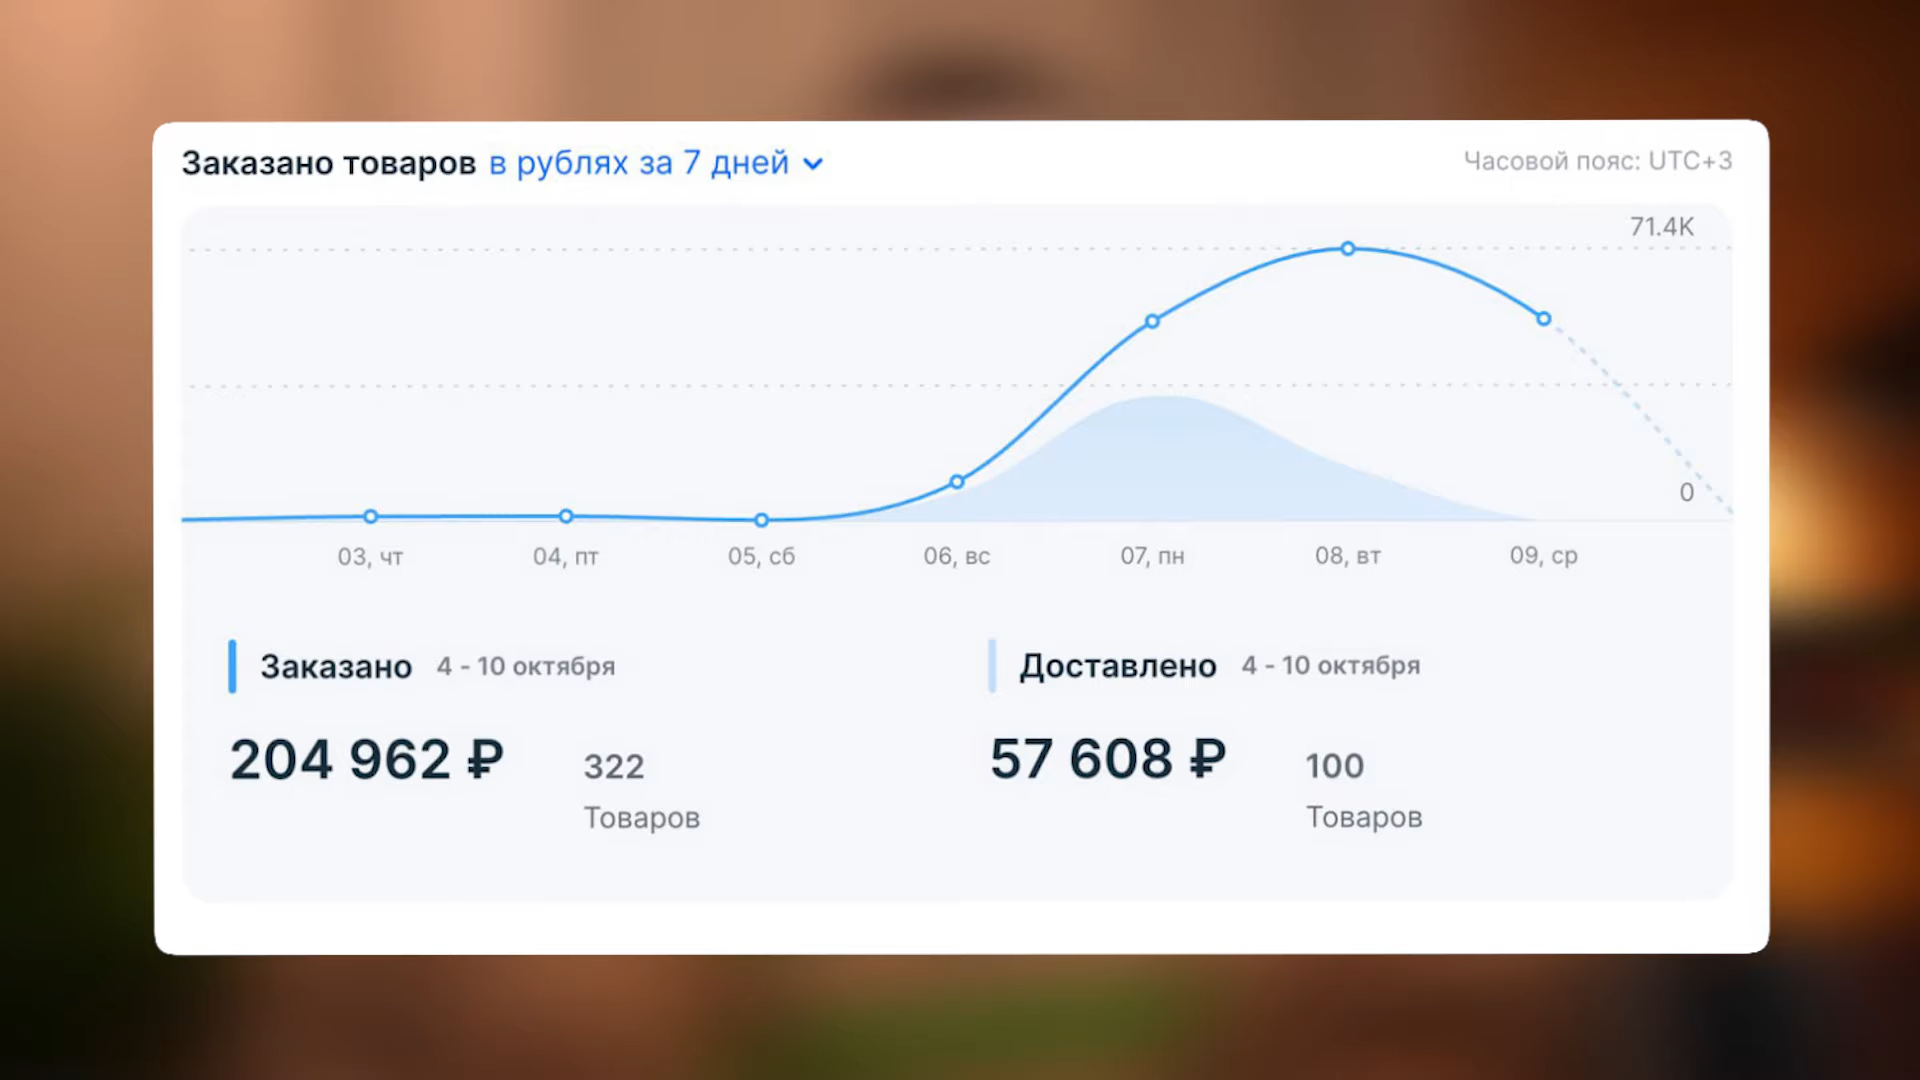 Заказано товаров в рублях за 7 дней
Часовой пояс: UTC+3
71.4K
0
03, чт
04, пт
05, сб
06, вс
07, пн
08, вт
09, ср
Заказано 4 - 10 октября
204 962 ₽
322
Товаров
Доставлено 4 - 10 октября
57 608 ₽
100
Товаров